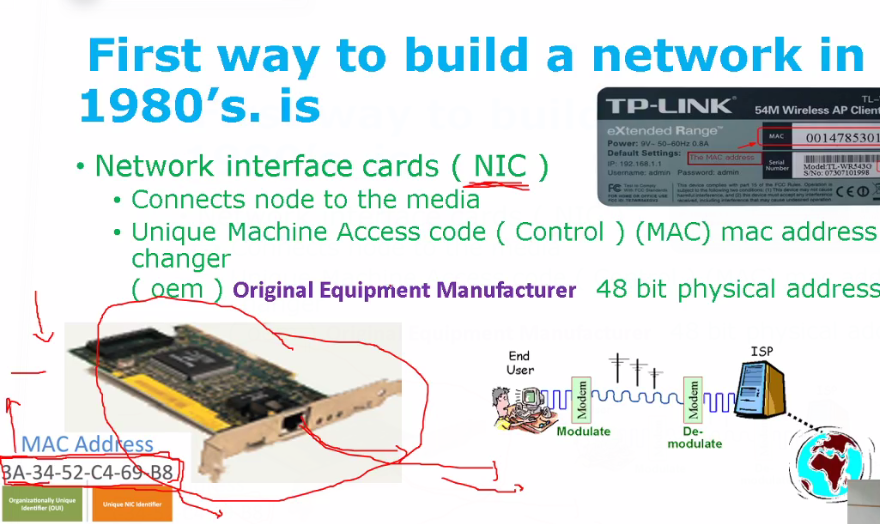 First way to build a network in
1980's. is
• Network interface cards ( NIC )
• Connects node to the media
• Unique Machine Access code ( Control ) (MAC) mac address
changer
( oem ) Original Equipment Manufacturer 48 bit physical address
TP-LINK
TL-
54M Wireless AP Client
eXtended Range™
Power: 9V~ 50-60Hz 0.8A
Default Settings:
IP: 192.168.1.1
Username: admin Password: admin
The MAC address
MAC
0014785301
Serial
Number
Model:TL-WR543G
S/No: 07307101998
MAC Address
3A-34-52-C4-69-B8
Organizationally Unique
Identifier (OUI)
Unique NIC Identifier
End
User
Modem
Modulate
Modem
De-
modulate
ISP